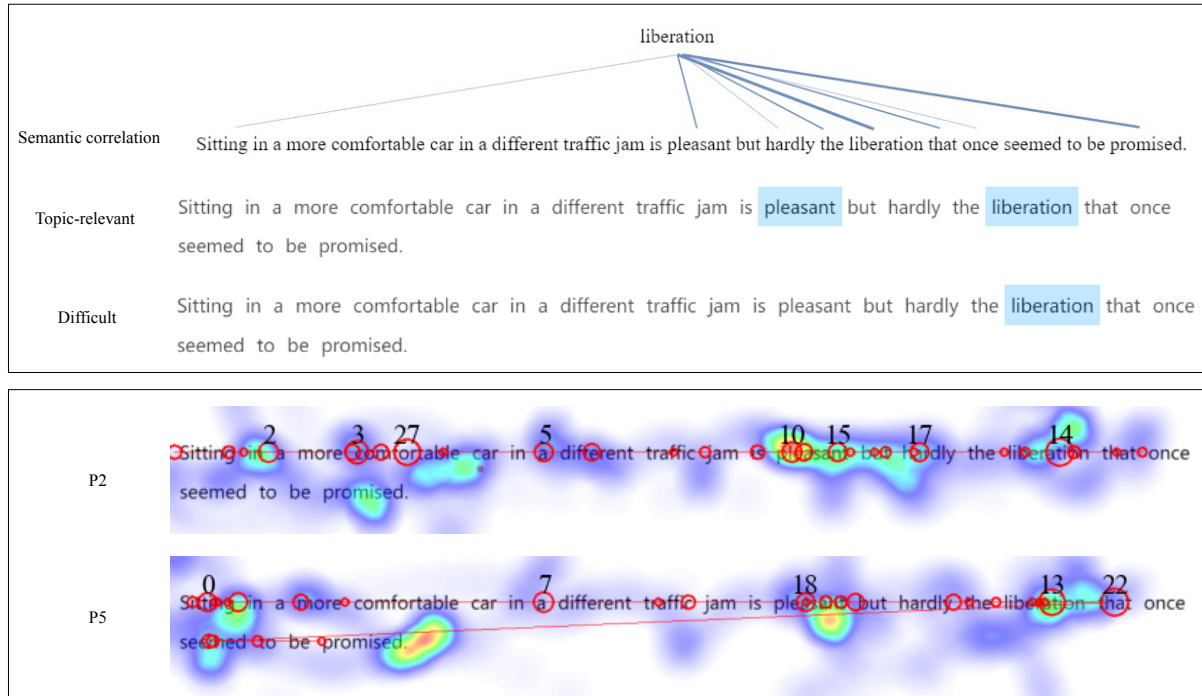 liberation
Semantic correlation
Sitting in a more comfortable car in a different traffic jam is pleasant but hardly the liberation that once seemed to be promised.
Topic-relevant
Sitting in a more comfortable car in a different traffic jam is pleasant but hardly the liberation that once
seemed to be promised.
Difficult
Sitting in a more comfortable car in a different traffic jam is pleasant but hardly the liberation that once
seemed to be promised.
2 3 27 5 10 15 17 14
P2
Sitting in a more comfortable car in a different traffic jam is pleasant but hardly the liberation that once
seemed to be promised.
0 7 18 13 22
P5
Sitting in a more comfortable car in a different traffic jam is pleasant but hardly the liberation that once
seemed to be promised.